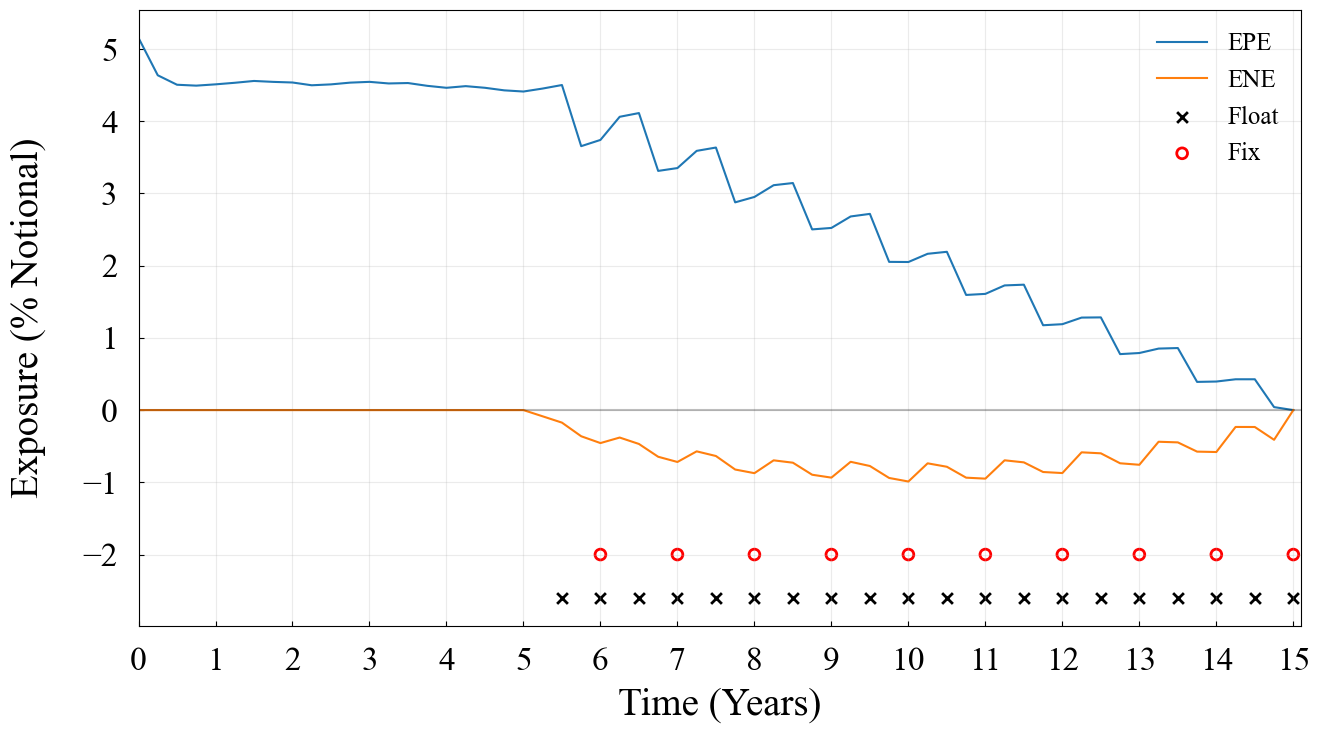 Exposure (% Notional)
5
4
3
2
1
0
−1
−2
EPE
ENE
Float
Fix
0 1 2 3 4 5 6 7 8 9 10 11 12 13 14 15
Time (Years)